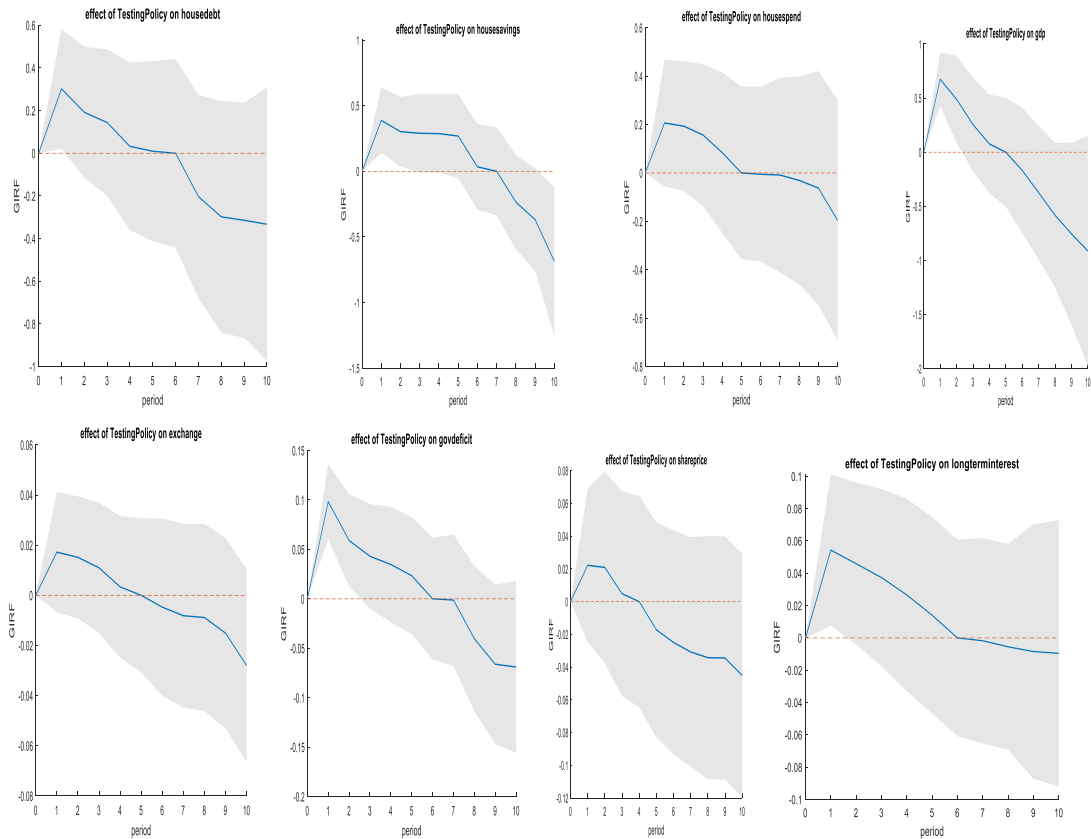 effect of TestingPolicy on housedebt
0.6
0.4
0.2
0
-0.2
-0.4
-0.6
-0.8
-1
GIRF
0 1 2 3 4 5 6 7 8 9 10
period
effect of TestingPolicy on housesavings
1
0.5
0
-0.5
-1
-1.5
GIRF
0 1 2 3 4 5 6 7 8 9 10
period
effect of TestingPolicy on housespend
0.6
0.4
0.2
0
-0.2
-0.4
-0.6
-0.8
GIRF
0 1 2 3 4 5 6 7 8 9 10
period
effect of TestingPolicy on gdp
1
0.5
0
-0.5
-1
-1.5
-2
GIRF
0 1 2 3 4 5 6 7 8 9 10
period
effect of TestingPolicy on exchange
0.06
0.04
0.02
0
-0.02
-0.04
-0.06
-0.08
GIRF
0 1 2 3 4 5 6 7 8 9 10
period
effect of TestingPolicy on govdeficit
0.15
0.1
0.05
0
-0.05
-0.1
-0.15
-0.2
GIRF
0 1 2 3 4 5 6 7 8 9 10
period
effect of TestingPolicy on shareprice
0.08
0.06
0.04
0.02
0
-0.02
-0.04
-0.06
-0.08
-0.1
-0.12
GIRF
0 1 2 3 4 5 6 7 8 9 10
period
effect of TestingPolicy on longterminterest
0.1
0.08
0.06
0.04
0.02
0
-0.02
-0.04
-0.06
-0.08
-0.1
GIRF
0 1 2 3 4 5 6 7 8 9 10
period